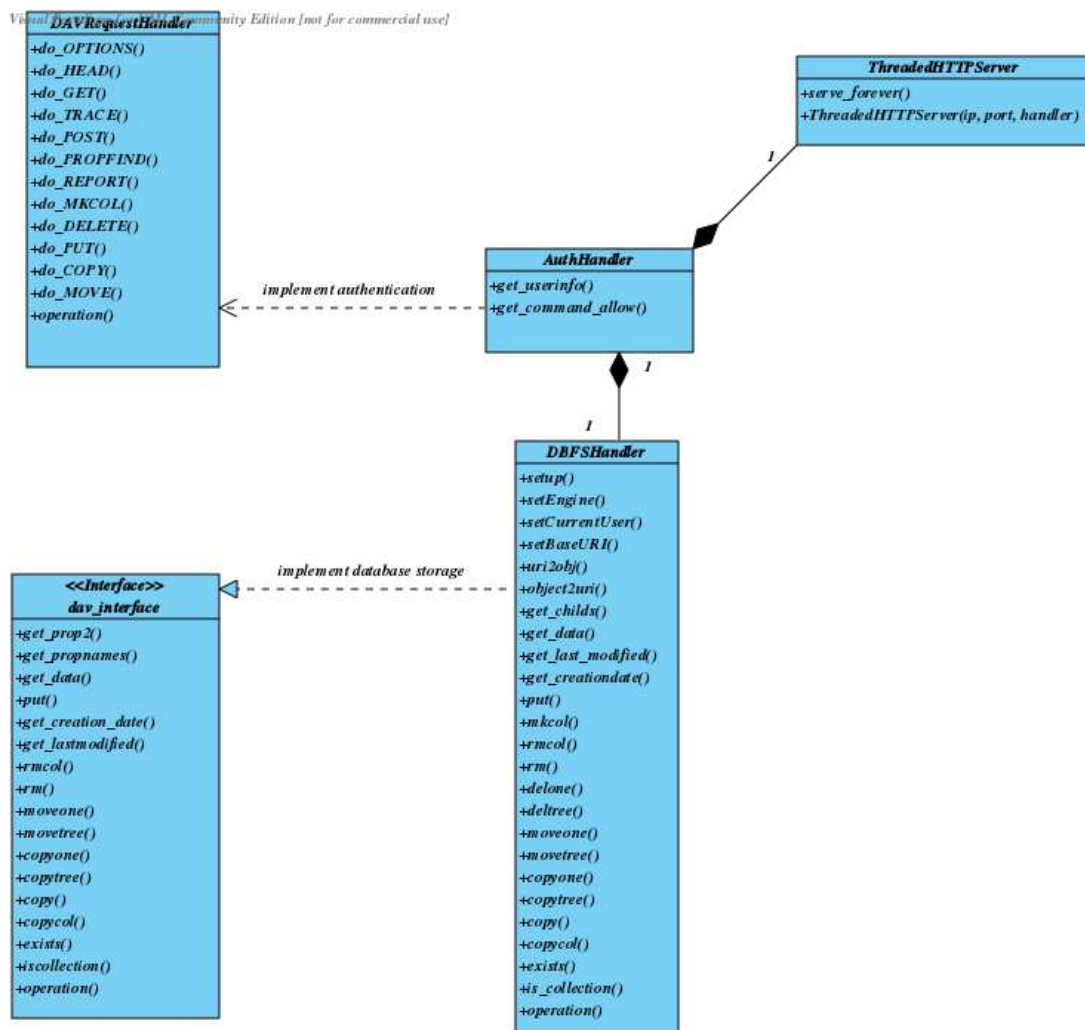 Visual Paradigm for UML Community Edition [not for commercial use]
DAVRequestHandler
+do_OPTIONS()
+do_HEAD()
+do_GET()
+do_TRACE()
+do_POST()
+do_PROPFIND()
+do_REPORT()
+do_MKCOL()
+do_DELETE()
+do_PUT()
+do_COPY()
+do_MOVE()
+operation()
ThreadedHTTPServer
+serve_forever()
+ThreadedHTTPServer(ip, port, handler)
1
AuthHandler
+get_userinfo()
+get_command_allow()
implement authentication
1
1
DBFSHandler
+setup()
+setEngine()
+setCurrentUser()
+setBaseURI()
+uri2obj()
+object2uri()
+get_childs()
+get_data()
+get_last_modified()
+get_creationdate()
+put()
+mkcol()
+rmcol()
+rm()
+delone()
+deltree()
+moveone()
+movetree()
+copyone()
+copytree()
+copy()
+copycol()
+exists()
+is_collection()
+operation()
implement database storage
<<Interface>>
dav_interface
+get_prop2()
+get_propnames()
+get_data()
+put()
+get_creation_date()
+get_lastmodified()
+rmcol()
+rm()
+moveone()
+movetree()
+copyone()
+copytree()
+copy()
+copycol()
+exists()
+iscollection()
+operation()